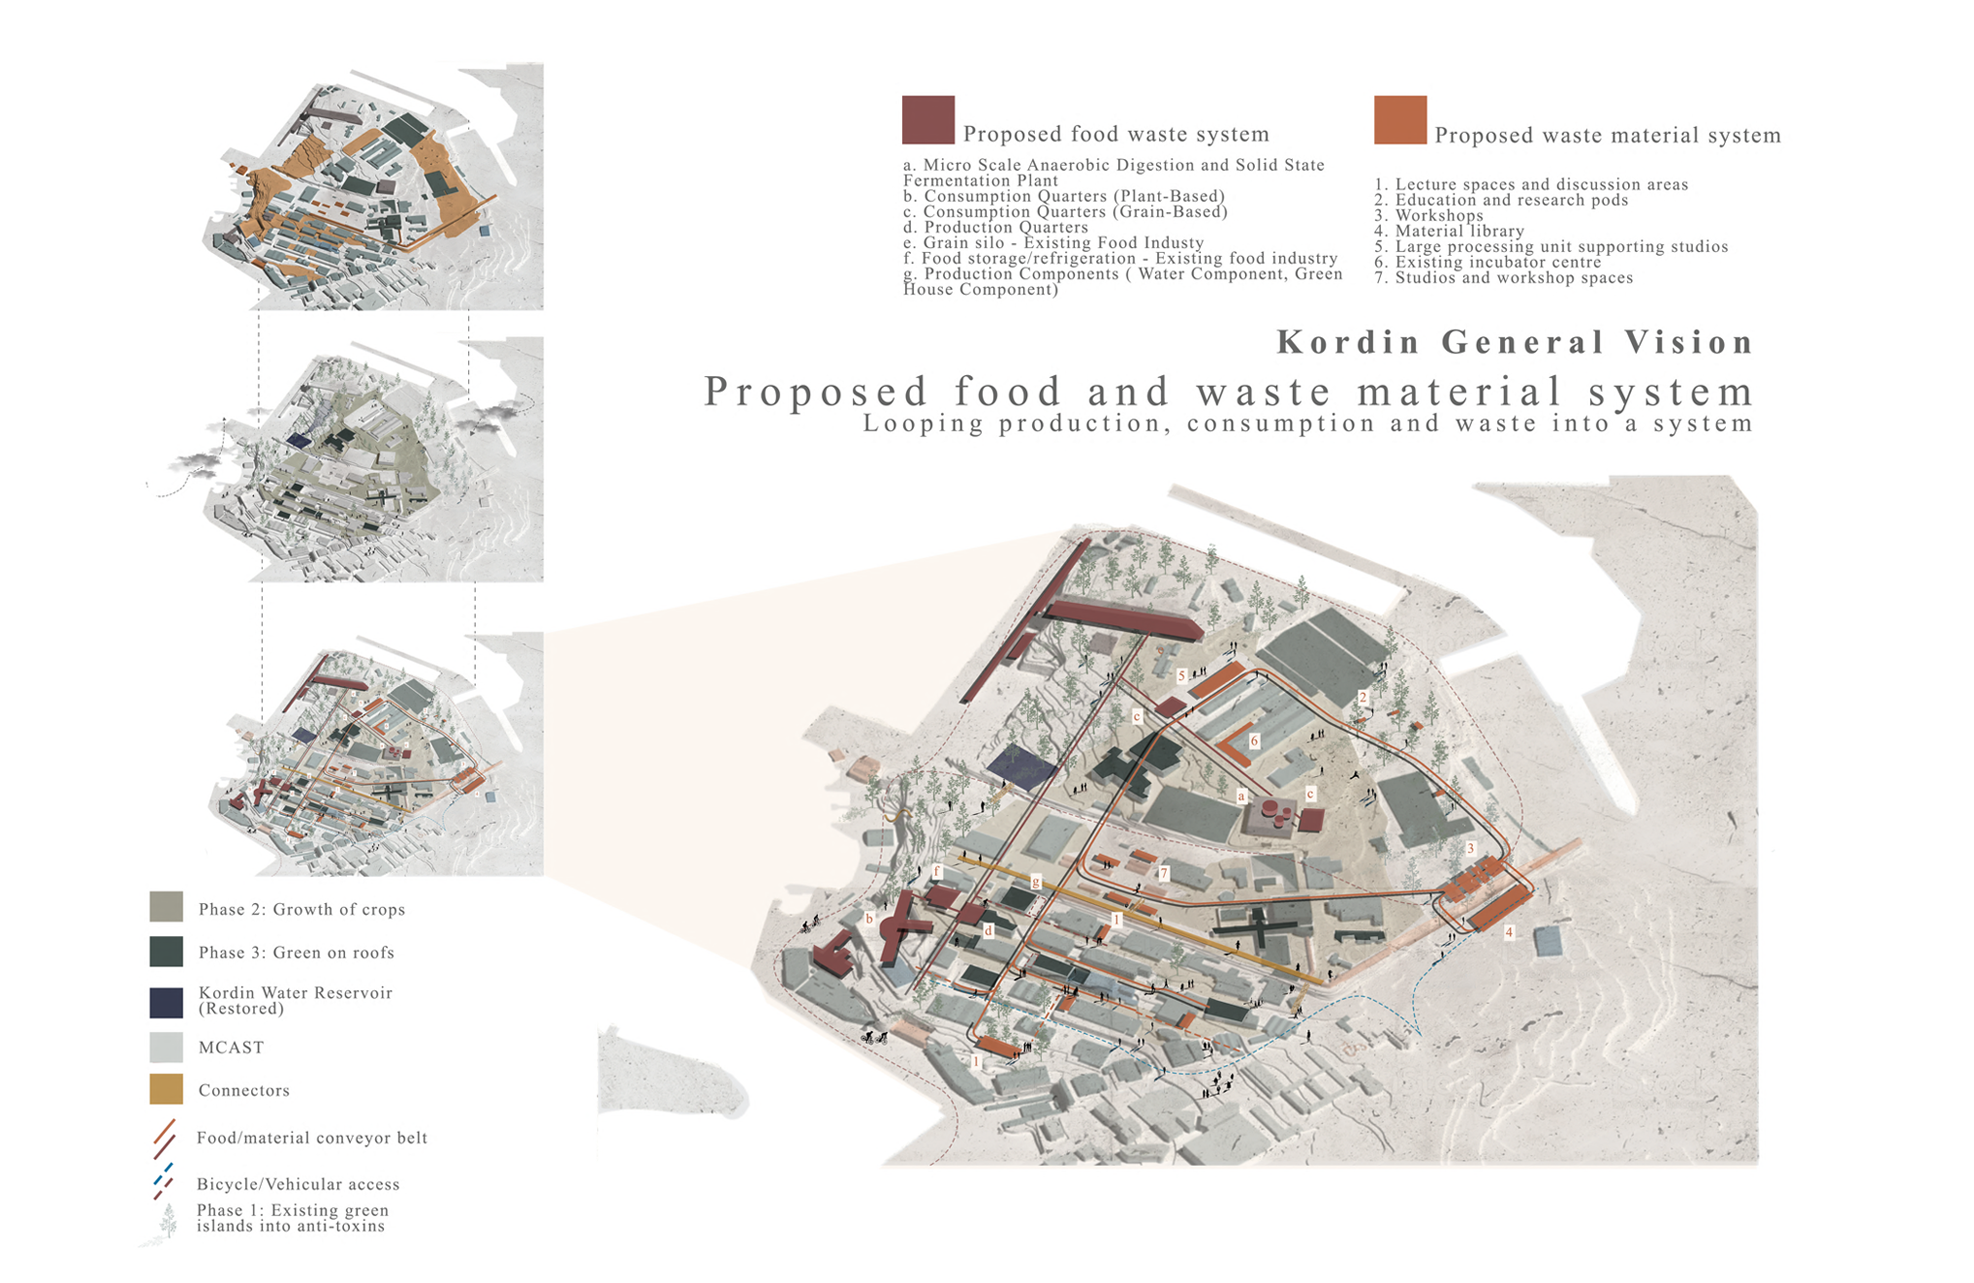 Proposed food waste system
a. Micro Scale Anaerobic Digestion and Solid State
Fermentation Plant
b. Consumption Quarters (Plant-Based)
c. Consumption Quarters (Grain-Based)
d. Production Quarters
e. Grain silo - Existing Food Industy
f. Food storage/refrigeration - Existing food industry
g. Production Components ( Water Component, Green
House Component)
Proposed waste material system
1. Lecture spaces and discussion areas
2. Education and research pods
3. Workshops
4. Material library
5. Large processing unit supporting studios
6. Existing incubator centre
7. Studios and workshop spaces
Kordin General Vision
Proposed food and waste material system
Looping production, consumption and waste into a system
5
2
c
6
a
c
3
7
f
g
b
1
d
4
1
Phase 2: Growth of crops
Phase 3: Green on roofs
Kordin Water Reservoir
(Restored)
MCAST
Connectors
Food/material conveyor belt
Bicycle/Vehicular access
Phase 1: Existing green
islands into anti-toxins